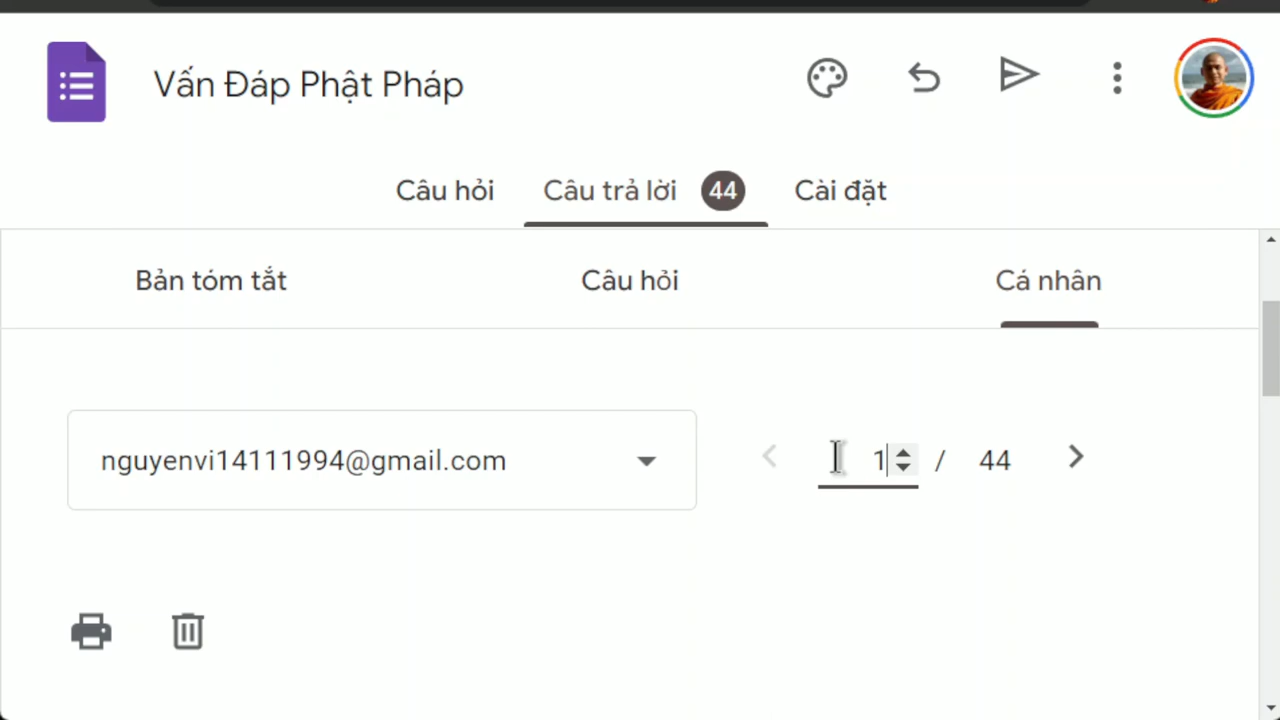 Vấn Đáp Phật Pháp
Câu hỏi Câu trả lời 44 Cài đặt
Bản tóm tắt Câu hỏi Cá nhân
nguyenvi14111994@gmail.com 1 / 44